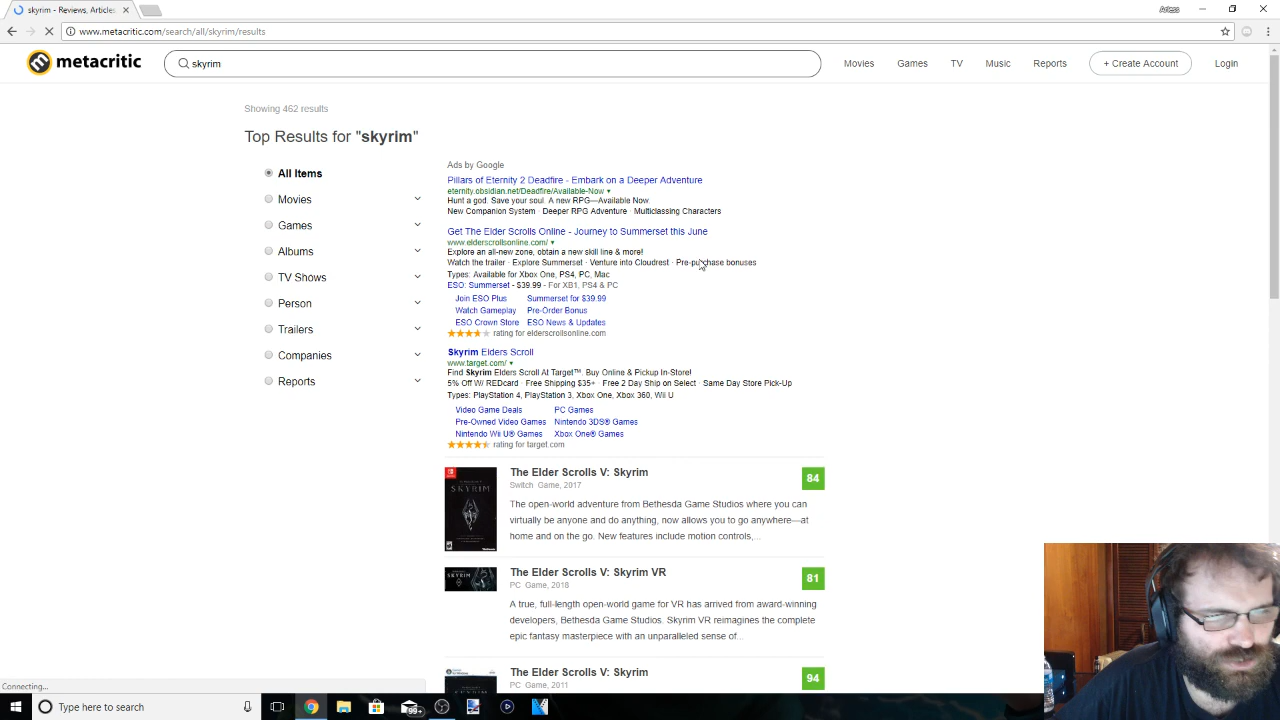 skyrim - Reviews, Articles
www.metacritic.com/search/all/skyrim/results
metacritic
skyrim
Movies
Games
TV
Music
Reports
+ Create Account
Login
Showing 462 results
Top Results for "skyrim"
All Items
Movies
Games
Albums
TV Shows
Person
Trailers
Companies
Reports
Ads by Google
Pillars of Eternity 2 Deadfire - Embark on a Deeper Adventure
eternity.obsidian.net/Deadfire/Available-Now
Hunt a god. Save your soul. A new RPG—Available Now
New Companion System · Deeper RPG Adventure · Multiclassing Characters
Get The Elder Scrolls Online - Journey to Summerset this June
www.elderscrollsonline.com/
Explore an all-new zone, obtain a new skill line & more!
Watch the trailer · Explore Summerset · Venture into Cloudrest · Pre-purchase bonuses
Types: Available for Xbox One, PS4, PC, Mac
ESO: Summerset - $39.99 - For XB1, PS4 & PC
Join ESO Plus
Summerset for $39.99
Watch Gameplay
Pre-Order Bonus
ESO Crown Store
ESO News & Updates
rating for elderscrollsonline.com
Skyrim Elders Scroll
www.target.com/
Find Skyrim Elders Scroll At Target™. Buy Online & Pickup In-Store!
5% Off W/ REDcard · Free Shipping $35+ · Free 2 Day Ship on Select · Same Day Store Pick-Up
Types: PlayStation 4, PlayStation 3, Xbox One, Xbox 360, Wii U
Video Game Deals
PC Games
Pre-Owned Video Games
Nintendo 3DS® Games
Nintendo Wii U® Games
Xbox One® Games
rating for target.com
SKYRIM
The Elder Scrolls V: Skyrim
84
Switch Game, 2017
The open-world adventure from Bethesda Game Studios where you can
virtually be anyone and do anything, now allows you to go anywhere—at
home and on the go. New features include motion controls,...
SKYRIM
The Elder Scrolls V: Skyrim VR
81
PC Game, 2018
A true, full-length open-world game for VR has arrived from award-winning
developers, Bethesda Game Studios. Skyrim VR reimagines the complete
epic fantasy masterpiece with an unparalleled sense of...
The Elder Scrolls V: Skyrim
94
PC Game, 2011
Connecting...
Type here to search
99+